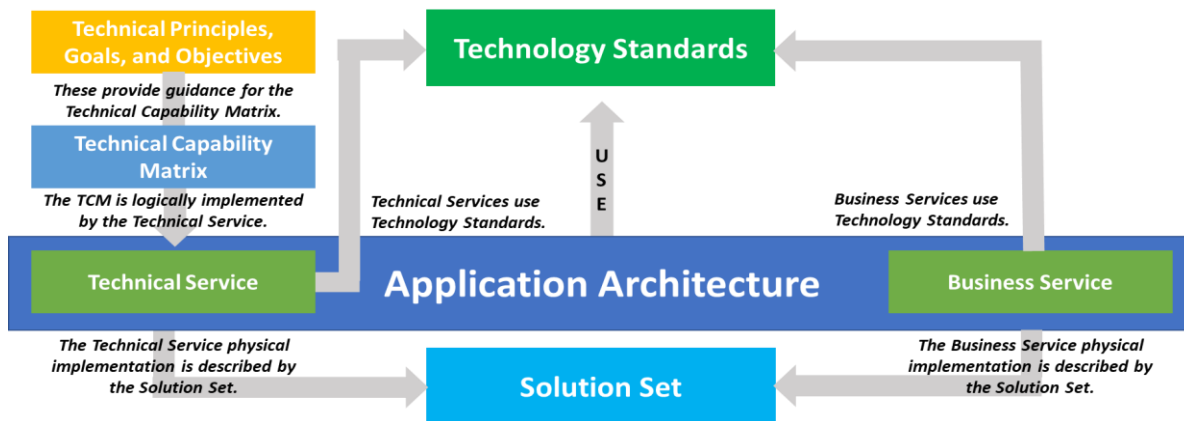 Technical Principles,
Goals, and Objectives
Technology Standards
These provide guidance for the
Technical Capability Matrix.
Technical Capability
Matrix
USE
The TCM is logically implemented
by the Technical Service.
Technical Services use
Technology Standards.
Business Services use
Technology Standards.
Technical Service
Application Architecture
Business Service
The Technical Service physical
implementation is described by
the Solution Set.
Solution Set
The Business Service physical
implementation is described by
the Solution Set.